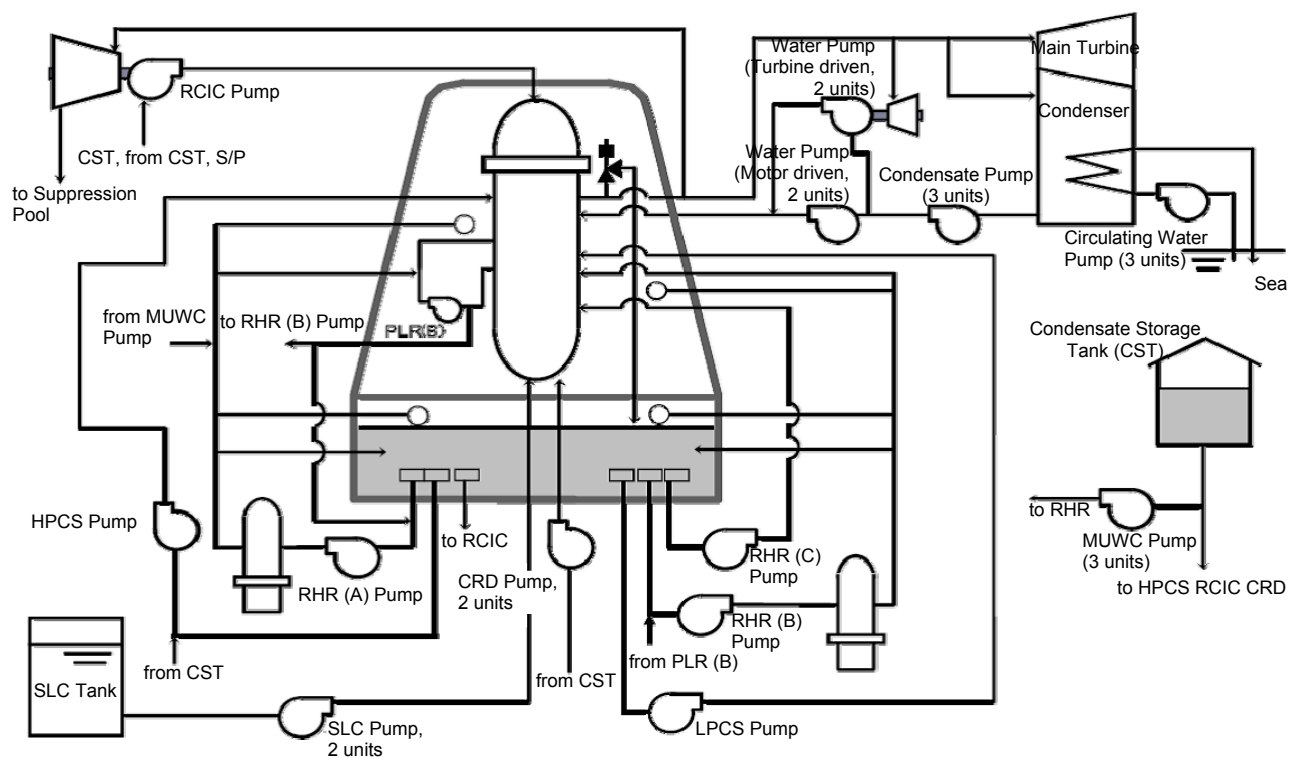 RCIC Pump
CST, from CST, S/P
to Suppression
Pool
Water Pump
(Turbine driven,
2 units)
Main Turbine
Condenser
Water Pump
(Motor driven,
2 units)
Condensate Pump
(3 units)
Circulating Water
Pump (3 units)
Sea
from MUWC
Pump
to RHR (B) Pump
PLR(B)
Condensate Storage
Tank (CST)
HPCS Pump
to RCIC
RHR (A) Pump
CRD Pump,
2 units
RHR (C)
Pump
to RHR
MUWC Pump
(3 units)
to HPCS RCIC CRD
RHR (B)
Pump
from CST
from CST
from PLR (B)
SLC Tank
SLC Pump,
2 units
LPCS Pump